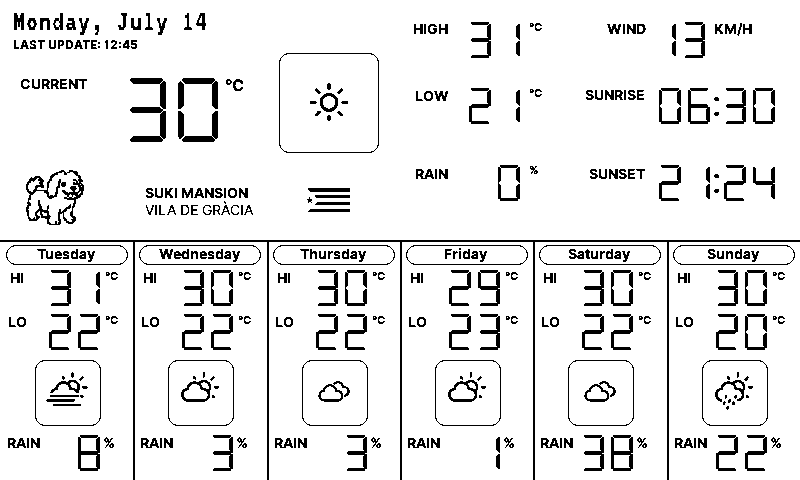 Monday, July 14
LAST UPDATE: 12:45
CURRENT 30 °C
SUKI MANSION
VILA DE GRÀCIA
HIGH 31 °C
WIND 13 KM/H
LOW 21 °C
SUNRISE 06:30
RAIN 0 %
SUNSET 21:24
Tuesday
HI 31 °C
LO 22 °C
RAIN 8 %
Wednesday
HI 30 °C
LO 22 °C
RAIN 3 %
Thursday
HI 30 °C
LO 22 °C
RAIN 3 %
Friday
HI 29 °C
LO 23 °C
RAIN 1 %
Saturday
HI 30 °C
LO 22 °C
RAIN 38 %
Sunday
HI 30 °C
LO 20 °C
RAIN 22 %